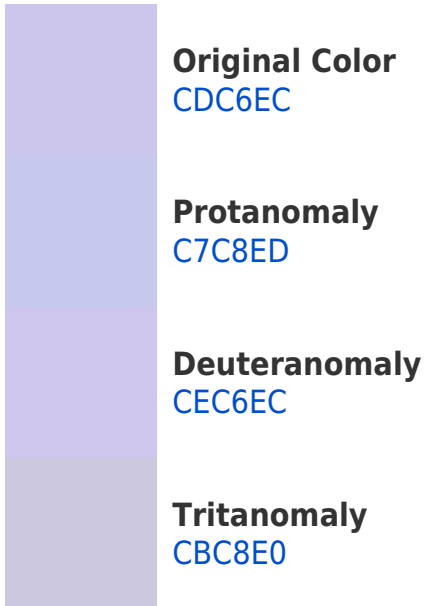 Original Color
CDC6EC
Protanomaly
C7C8ED
Deuteranomaly
CEC6EC
Tritanomaly
CBC8E0